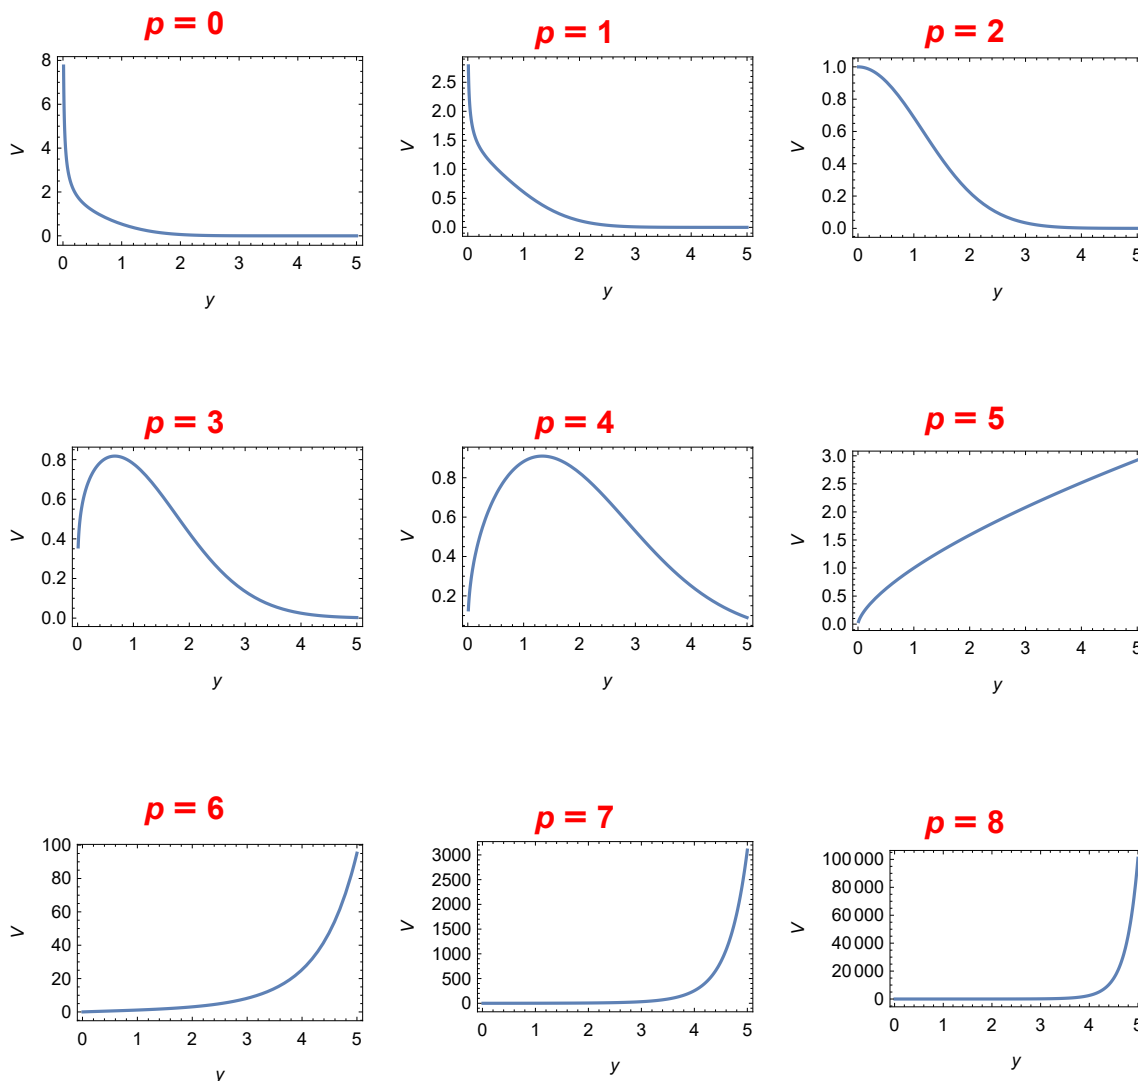 p = 0
p = 1
p = 2
8
6
4
2
0
V
0 1 2 3 4 5
y
2.5
2.0
1.5
1.0
0.5
0.0
V
0 1 2 3 4 5
y
1.0
0.8
0.6
0.4
0.2
0.0
V
0 1 2 3 4 5
y
p = 3
p = 4
p = 5
0.8
0.6
0.4
0.2
0.0
V
0 1 2 3 4 5
y
0.8
0.6
0.4
0.2
V
0 1 2 3 4 5
y
3.0
2.5
2.0
1.5
1.0
0.5
0.0
V
0 1 2 3 4 5
y
p = 6
p = 7
p = 8
100
80
60
40
20
0
V
0 1 2 3 4 5
y
3000
2500
2000
1500
1000
500
0
V
0 1 2 3 4 5
y
100 000
80 000
60 000
40 000
20 000
0
V
0 1 2 3 4 5
y